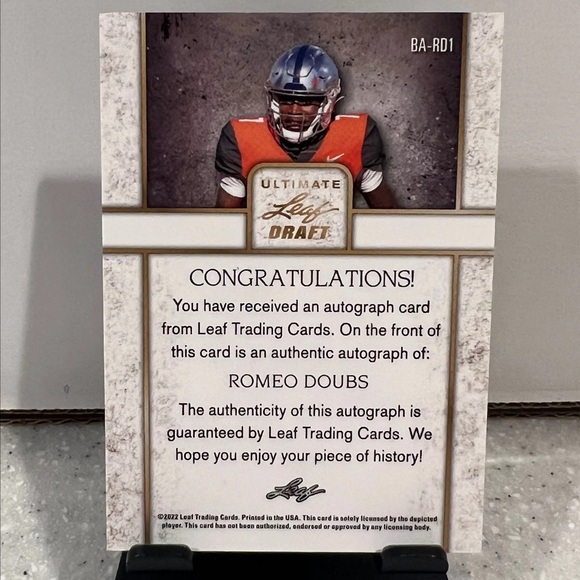 BA-RD1
ULTIMATE
Leaf
DRAFT
CONGRATULATIONS!
You have received an autograph card
from Leaf Trading Cards. On the front of
this card is an authentic autograph of:
ROMEO DOUBS
The authenticity of this autograph is
guaranteed by Leaf Trading Cards. We
hope you enjoy your piece of history!
Leaf
©2022 Leaf Trading Cards. Printed in the USA. This card is solely licensed by the depicted
player. This card has not been authorized, endorsed or approved by any licensing body.